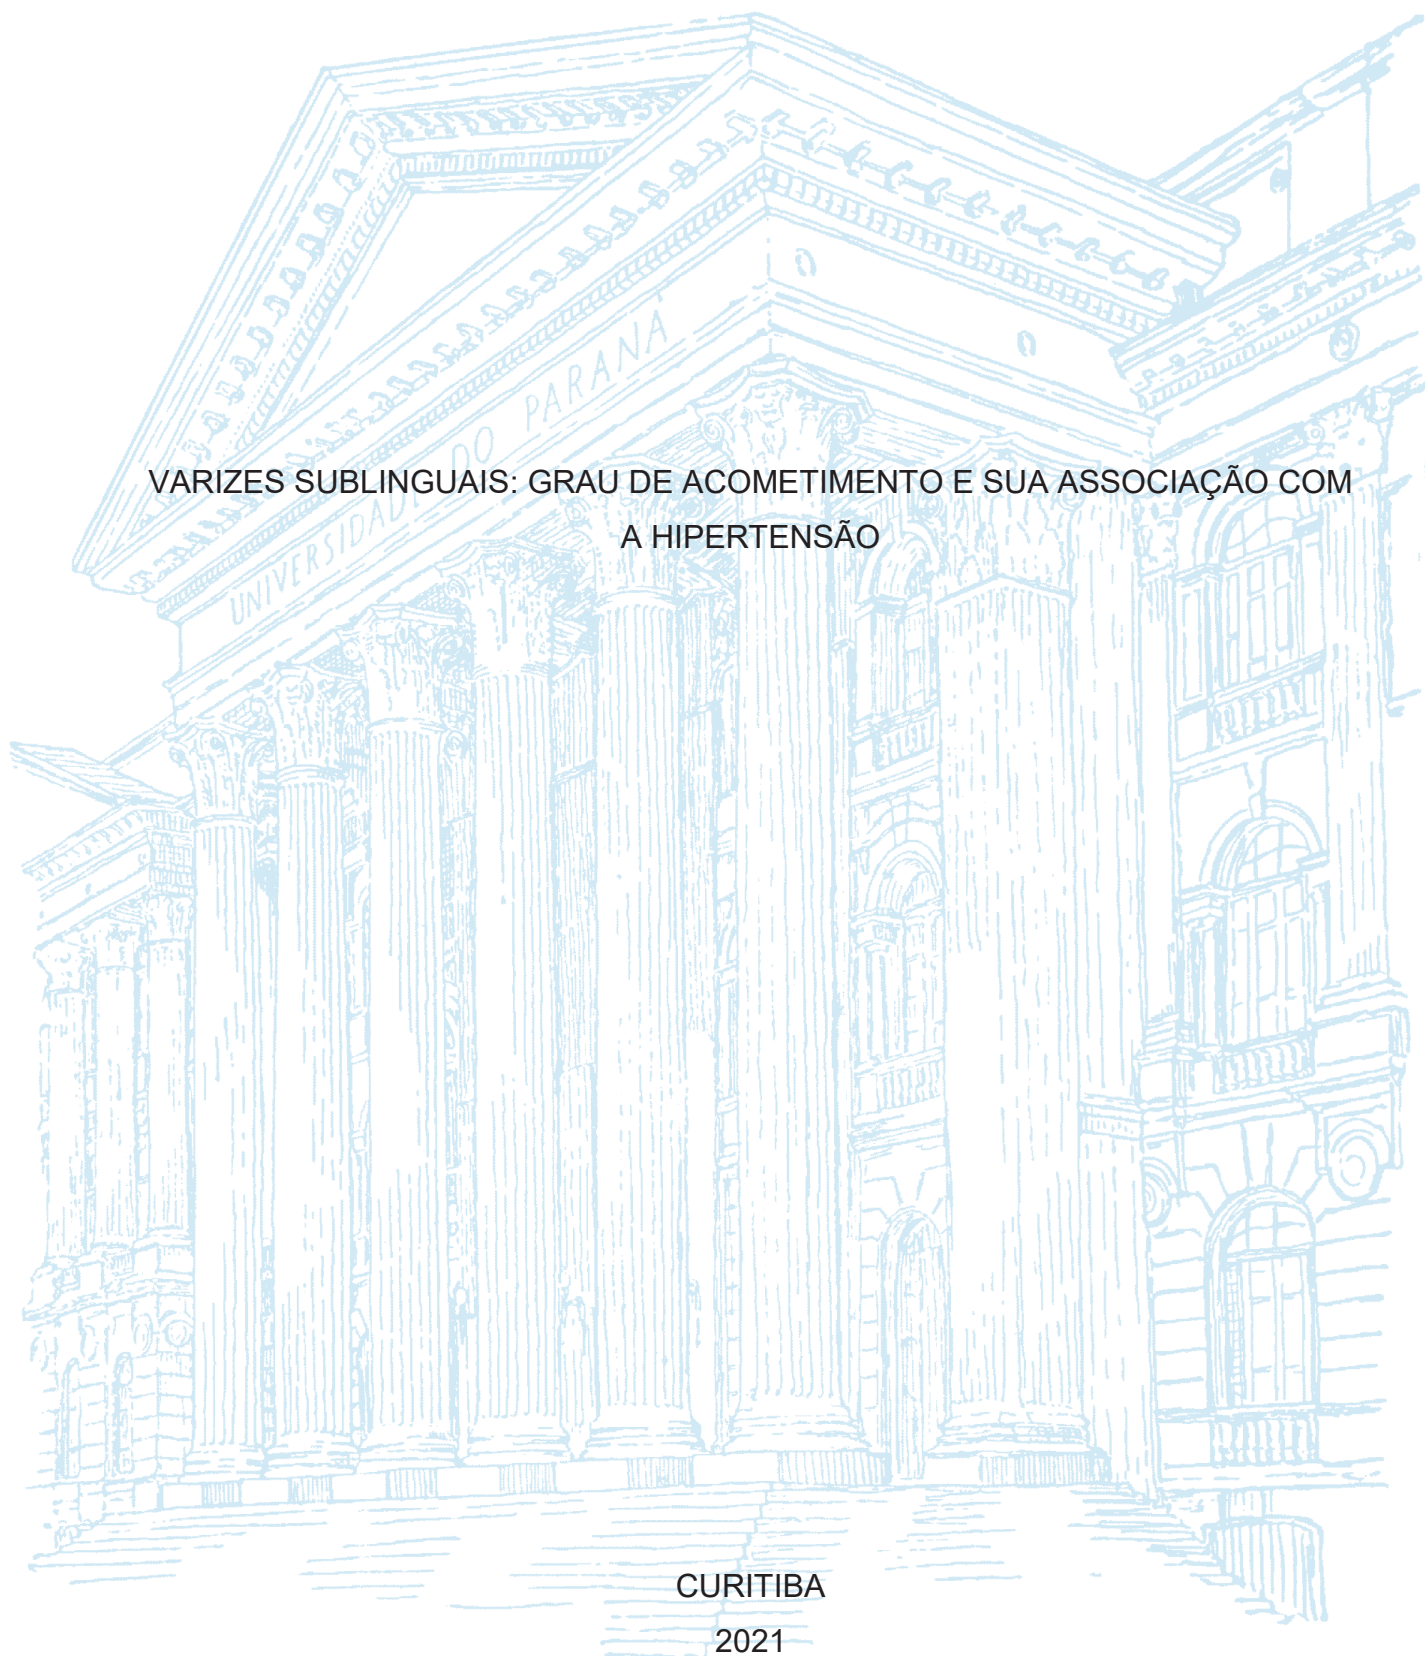 UNIVERSIDADE DO PARANÁ
VARIZES SUBLINGUAIS: GRAU DE ACOMETIMENTO E SUA ASSOCIAÇÃO COM
A HIPERTENSÃO
CURITIBA
2021